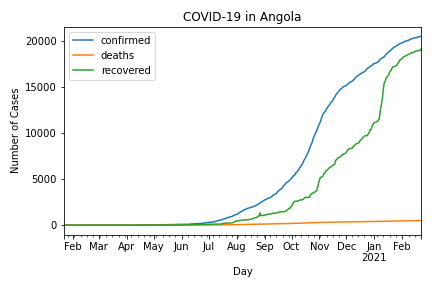 COVID-19 in Angola
20000
15000
10000
5000
0
Number of Cases
confirmed
deaths
recovered
Feb Mar Apr May Jun Jul Aug Sep Oct Nov Dec Jan Feb
2021
Day